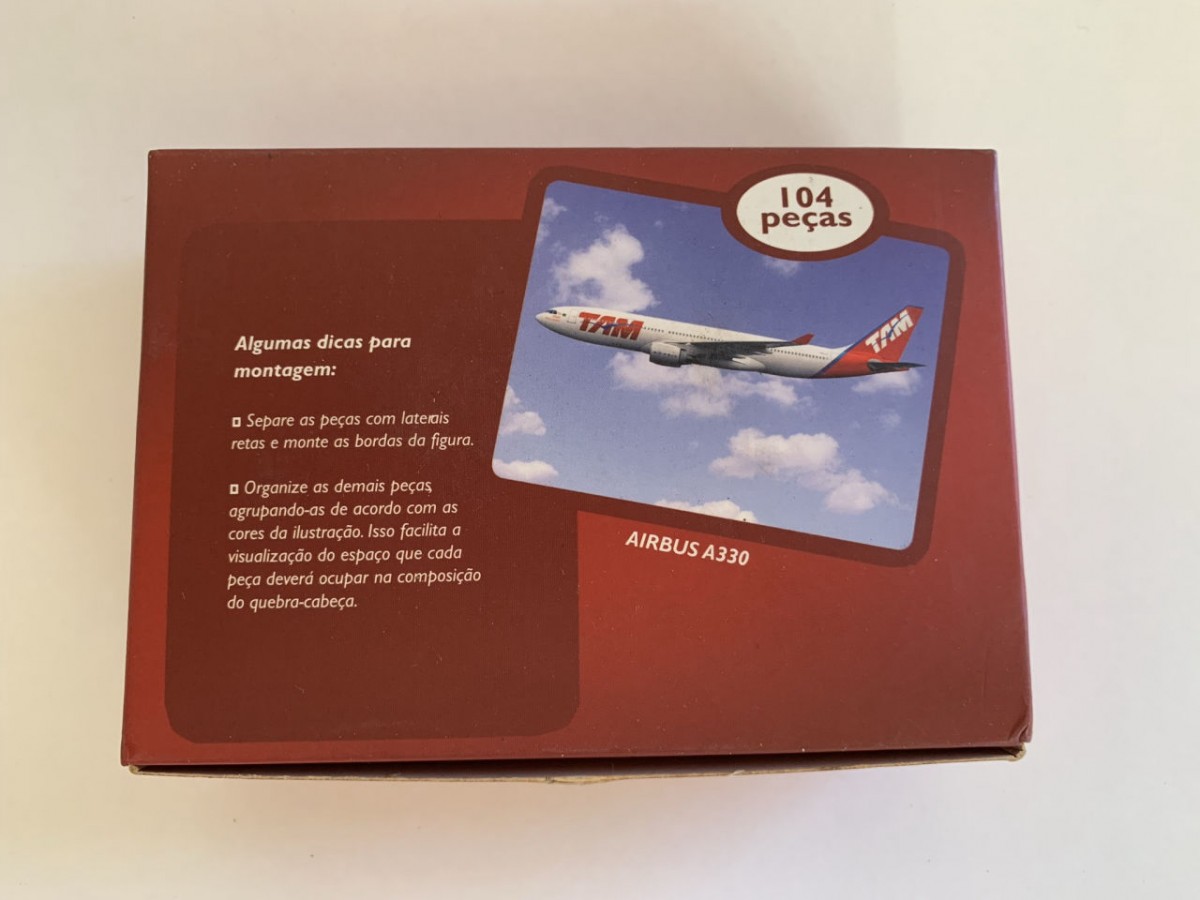 104
peças
TAM
TAM
Algumas dicas para
montagem:
Separe as peças com laterais
retas e monte as bordas da figura.
Organize as demais peças,
agrupando-as de acordo com as
cores da ilustração. Isso facilita a
visualização do espaço que cada
peça deverá ocupar na composição
do quebra-cabeça.
AIRBUS A330